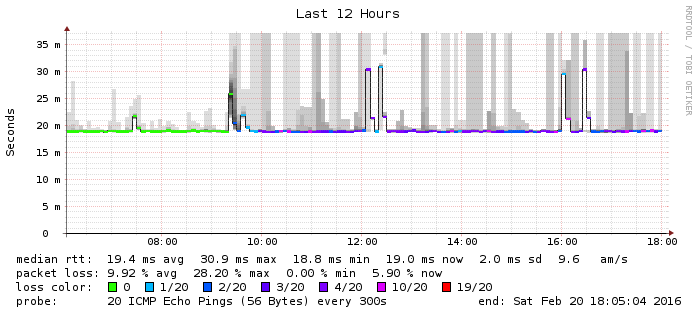 Last 12 Hours
RRDTOOL / TOBI OETIKER
Seconds
35 m
30 m
25 m
20 m
15 m
10 m
5 m
0
08:00 10:00 12:00 14:00 16:00 18:00
median rtt: 19.4 ms avg 30.9 ms max 18.8 ms min 19.0 ms now 2.0 ms sd 9.6 am/s
packet loss: 9.92 % avg 28.20 % max 0.00 % min 5.90 % now
loss color: 0 1/20 2/20 3/20 4/20 10/20 19/20
probe: 20 ICMP Echo Pings (56 Bytes) every 300s end: Sat Feb 20 18:05:04 2016